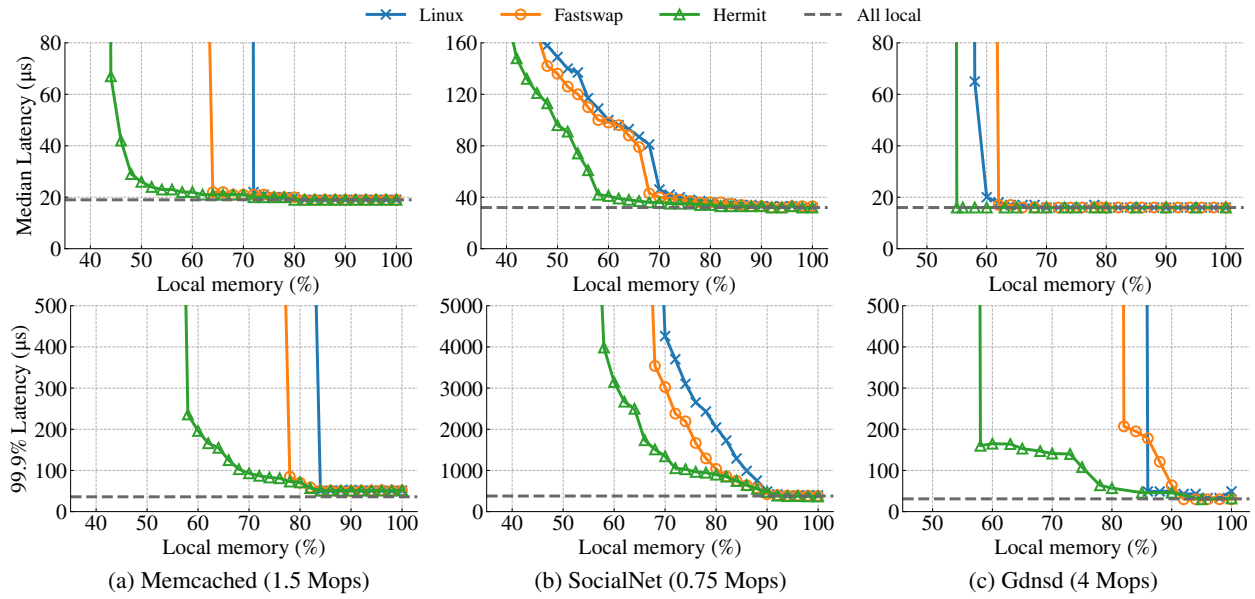 Linux Fastswap Hermit All local
Median Latency (μs)
80
60
40
20
0
40 50 60 70 80 90 100
Local memory (%)
160
120
80
40
0
40 50 60 70 80 90 100
Local memory (%)
80
60
40
20
0
50 60 70 80 90 100
Local memory (%)
99.9% Latency (μs)
500
400
300
200
100
0
40 50 60 70 80 90 100
Local memory (%)
5000
4000
3000
2000
1000
0
40 50 60 70 80 90 100
Local memory (%)
500
400
300
200
100
0
50 60 70 80 90 100
Local memory (%)
(a) Memcached (1.5 Mops)
(b) SocialNet (0.75 Mops)
(c) Gdnsd (4 Mops)